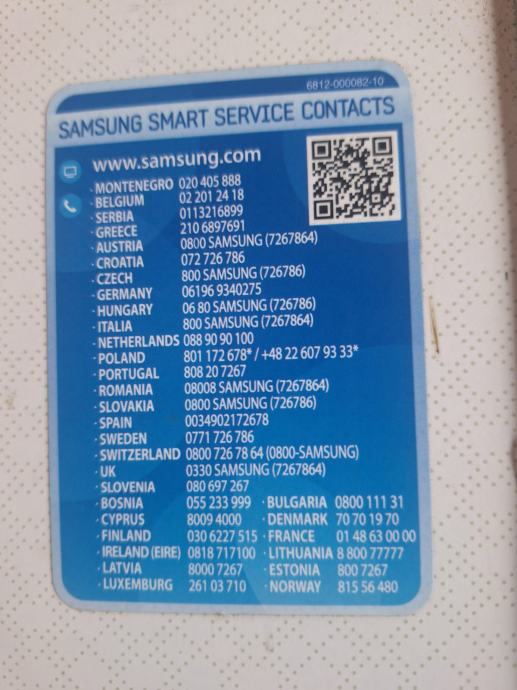 6812-000082-10
SAMSUNG SMART SERVICE CONTACTS
www.samsung.com
· MONTENEGRO 020 405 888
· BELGIUM 02 201 24 18
· SERBIA 0113216899
· GREECE 210 6897691
· AUSTRIA 0800 SAMSUNG (7267864)
· CROATIA 072 726 786
· CZECH 800 SAMSUNG (726786)
· GERMANY 06196 9340275
· HUNGARY 06 80 SAMSUNG (726786)
· ITALIA 800 SAMSUNG (7267864)
· NETHERLANDS 088 90 90 100
· POLAND 801 172 678* / +48 22 607 93 33*
· PORTUGAL 808 20 7267
· ROMANIA 08008 SAMSUNG (7267864)
· SLOVAKIA 0800 SAMSUNG (726786)
· SPAIN 0034902172678
· SWEDEN 0771 726 786
· SWITZERLAND 0800 726 78 64 (0800-SAMSUNG)
· UK 0330 SAMSUNG (7267864)
· SLOVENIA 080 697 267
· BOSNIA 055 233 999 · BULGARIA 0800 111 31
· CYPRUS 8009 4000 · DENMARK 70 70 19 70
· FINLAND 030 6227 515 · FRANCE 01 48 63 00 00
· IRELAND (EIRE) 0818 717100 · LITHUANIA 8 800 77777
· LATVIA 8000 7267 · ESTONIA 800 7267
· LUXEMBURG 261 03 710 · NORWAY 815 56 480